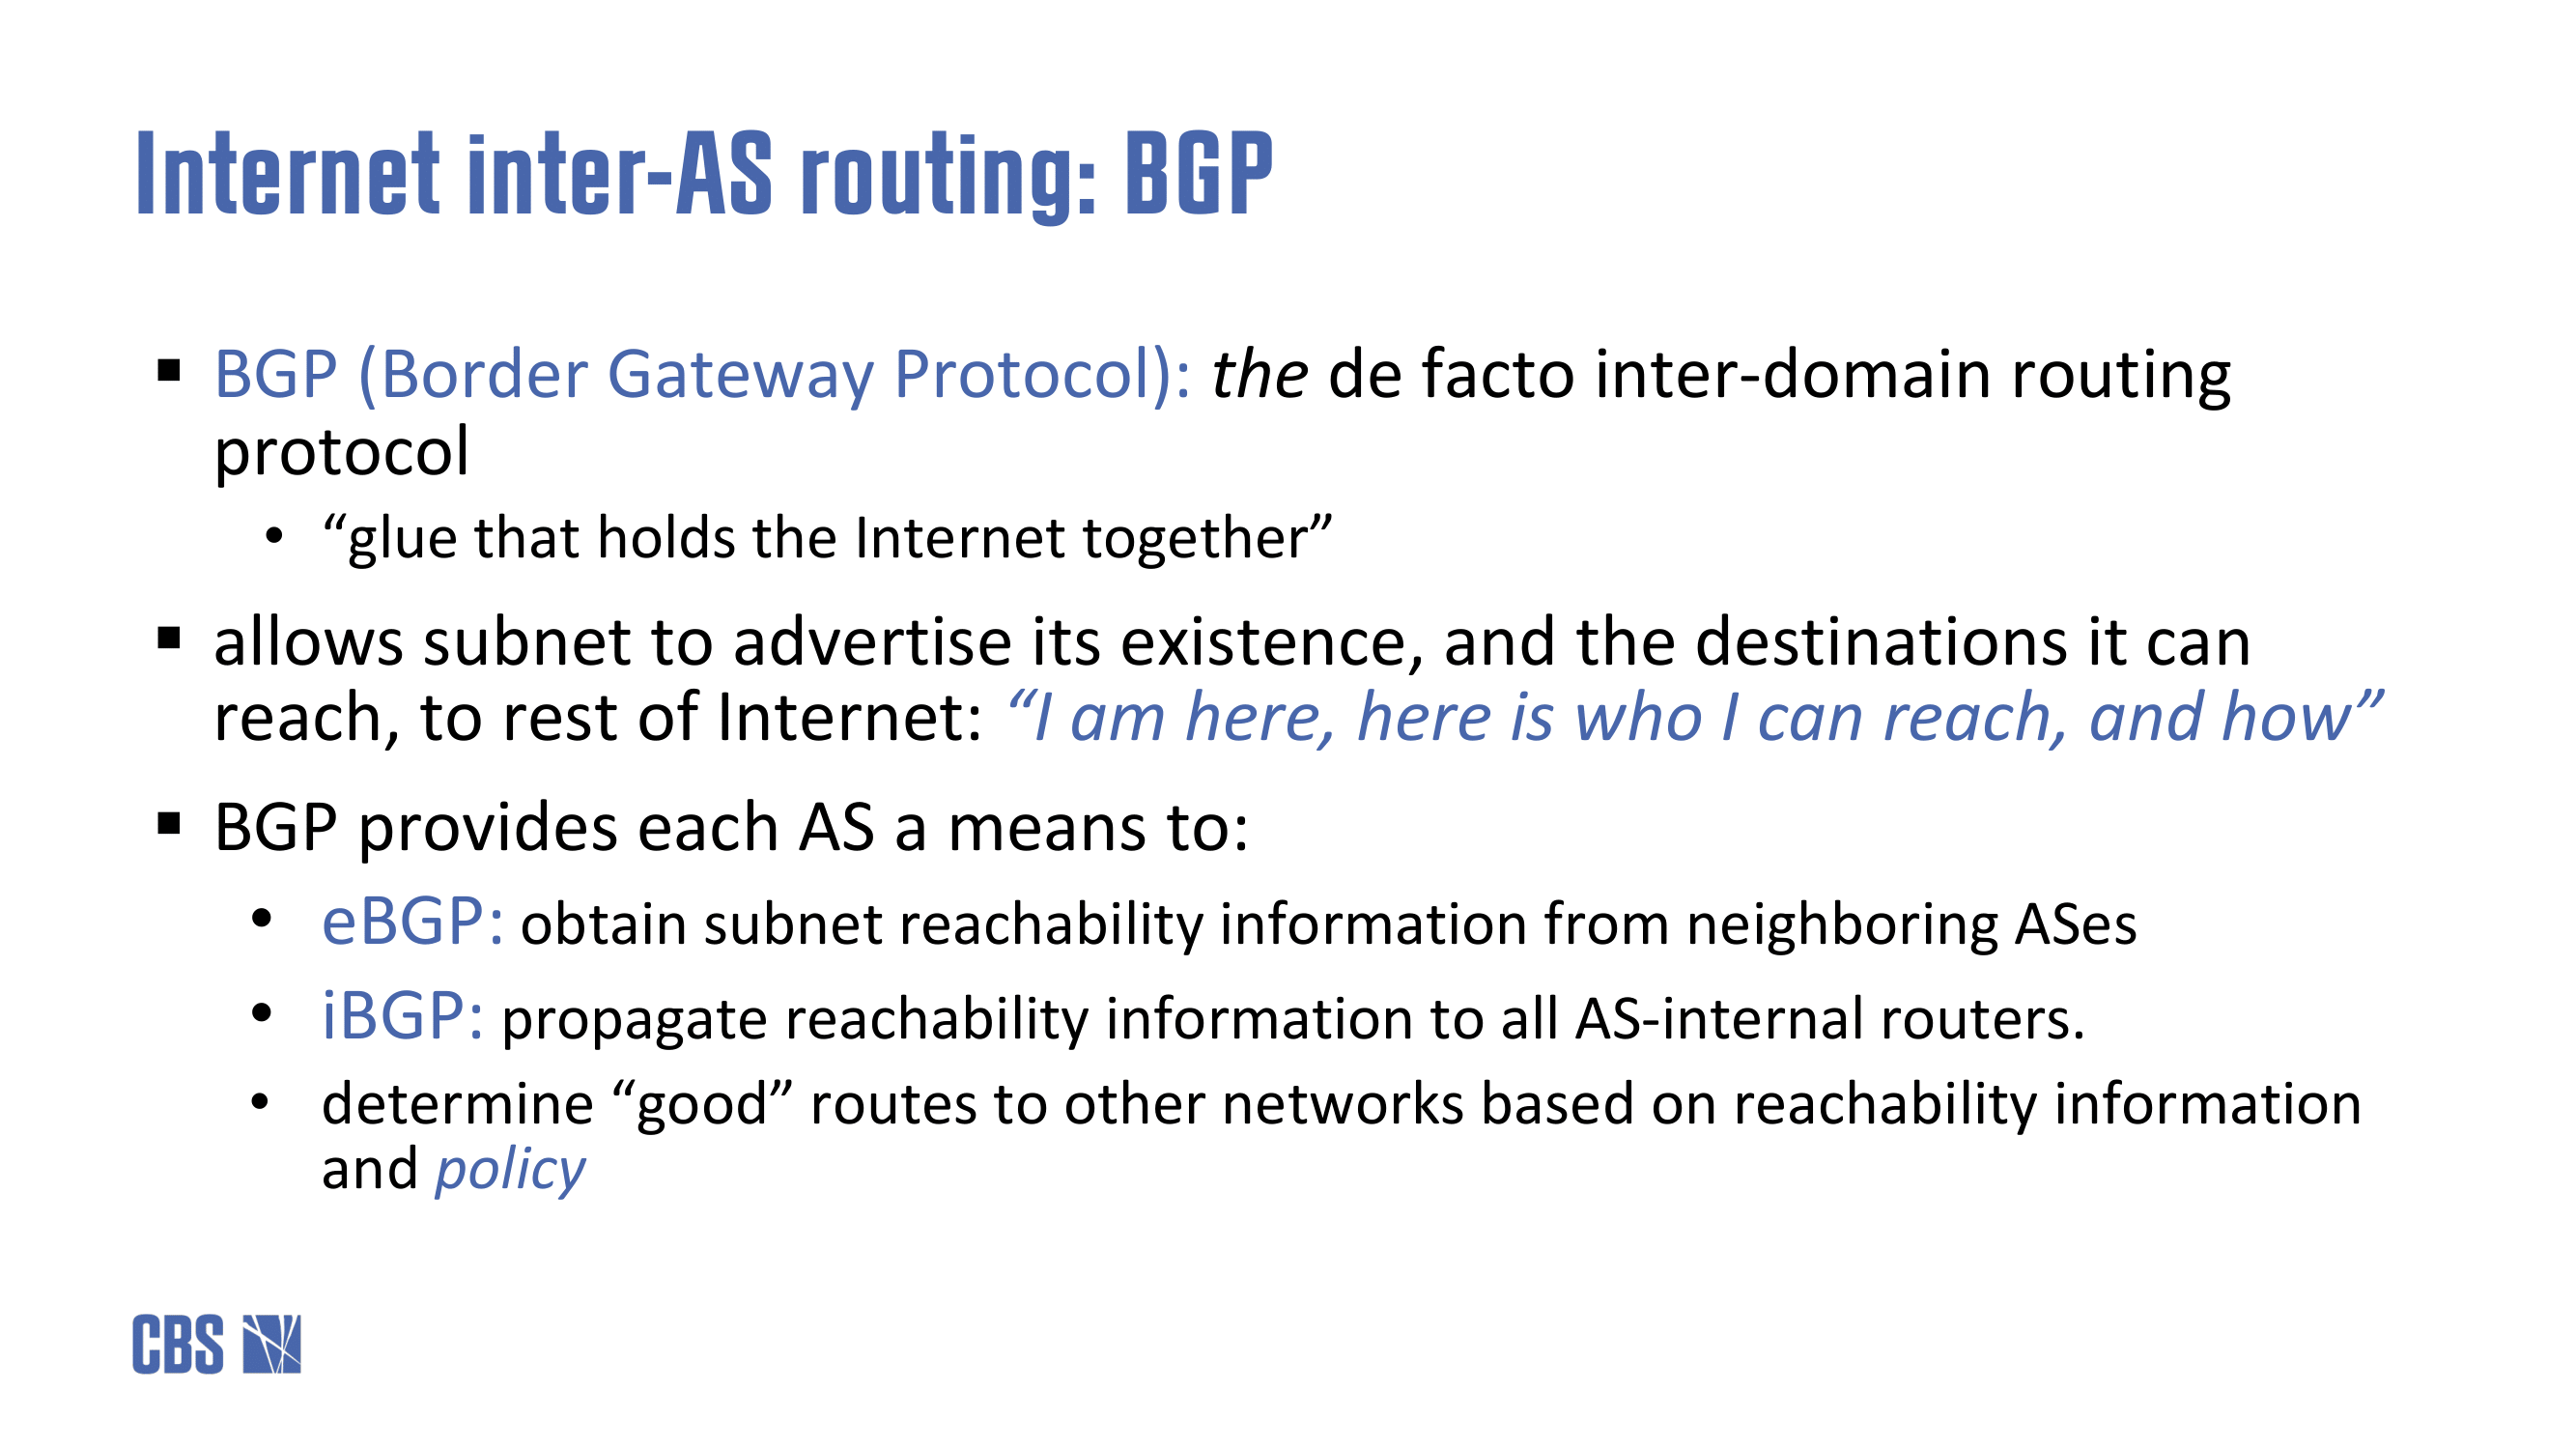 Internet inter-AS routing: BGP
▪ BGP (Border Gateway Protocol): the de facto inter-domain routing
protocol
• “glue that holds the Internet together”
▪ allows subnet to advertise its existence, and the destinations it can
reach, to rest of Internet: “I am here, here is who I can reach, and how”
▪ BGP provides each AS a means to:
• eBGP: obtain subnet reachability information from neighboring ASes
• iBGP: propagate reachability information to all AS-internal routers.
• determine “good” routes to other networks based on reachability information
and policy
CBS